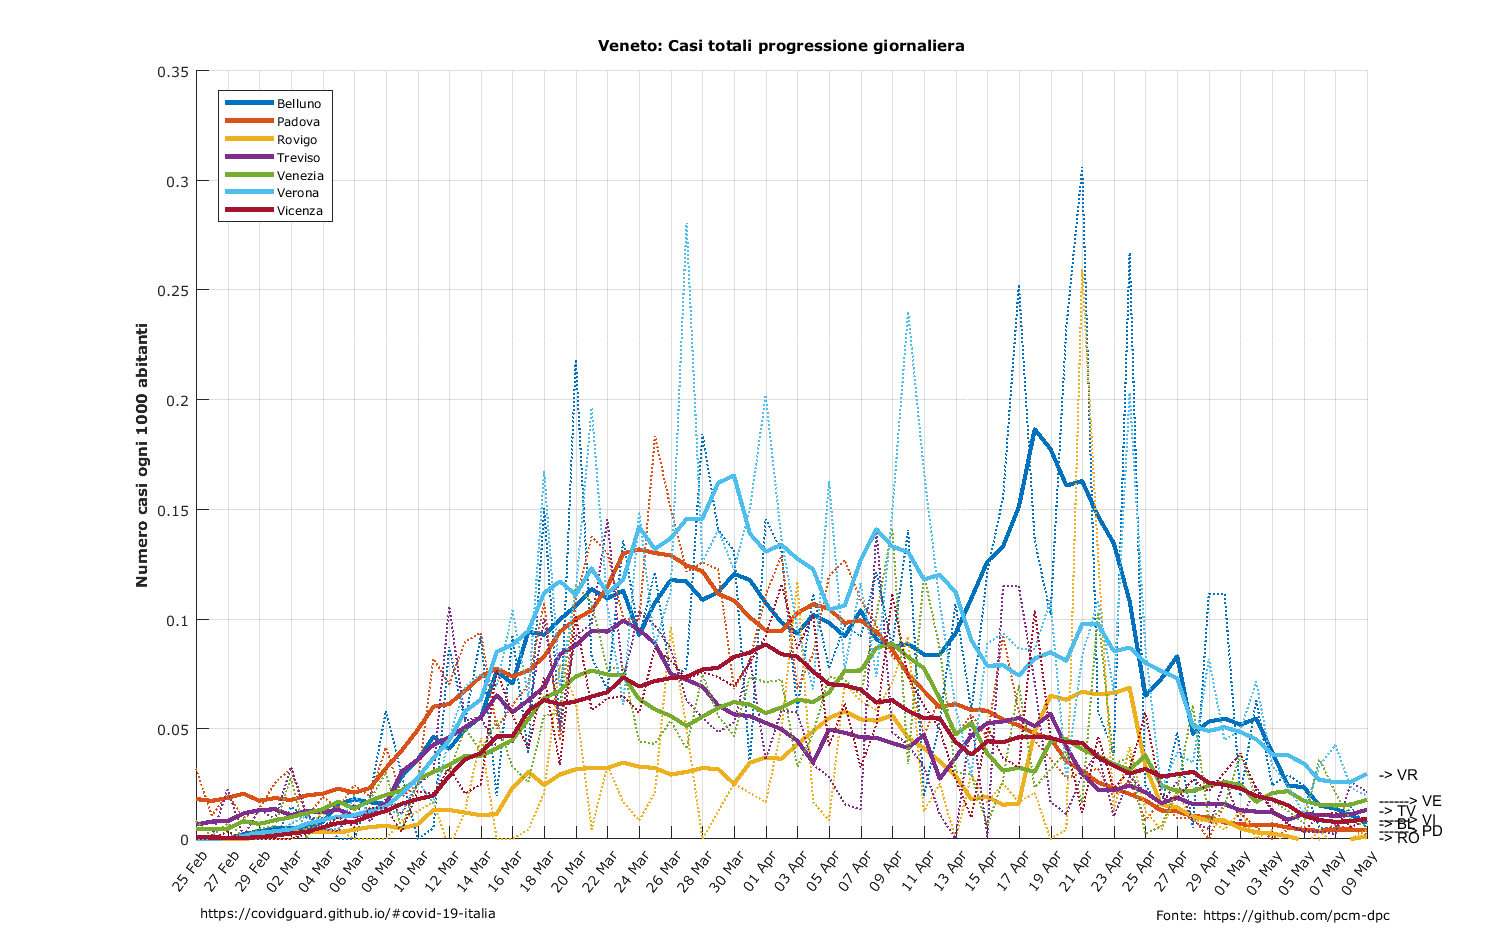 Veneto: Casi totali progressione giornaliera
Numero casi ogni 1000 abitanti
0.35
0.3
0.25
0.2
0.15
0.1
0.05
0
Belluno
Padova
Rovigo
Treviso
Venezia
Verona
Vicenza
-> VR
------> VE
-> TV
-----> VI
-> BL
------> PD
-> RO
25 Feb
27 Feb
29 Feb
02 Mar
04 Mar
06 Mar
08 Mar
10 Mar
12 Mar
14 Mar
16 Mar
18 Mar
20 Mar
22 Mar
24 Mar
26 Mar
28 Mar
30 Mar
01 Apr
03 Apr
05 Apr
07 Apr
09 Apr
11 Apr
13 Apr
15 Apr
17 Apr
19 Apr
21 Apr
23 Apr
25 Apr
27 Apr
29 Apr
01 May
03 May
05 May
07 May
09 May
https://covidguard.github.io/#covid-19-italia
Fonte: https://github.com/pcm-dpc